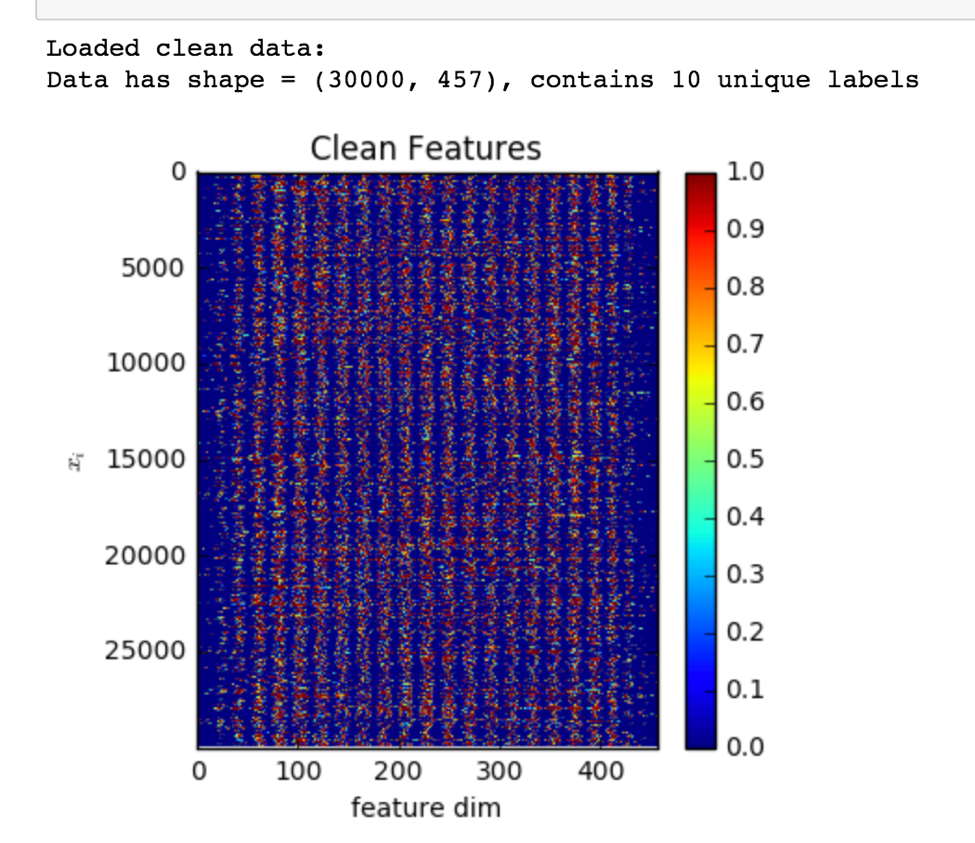 Loaded clean data:
Data has shape = (30000, 457), contains 10 unique labels
Clean Features
0
5000
10000
15000
20000
25000
x_i
0 100 200 300 400
feature dim
1.0
0.9
0.8
0.7
0.6
0.5
0.4
0.3
0.2
0.1
0.0